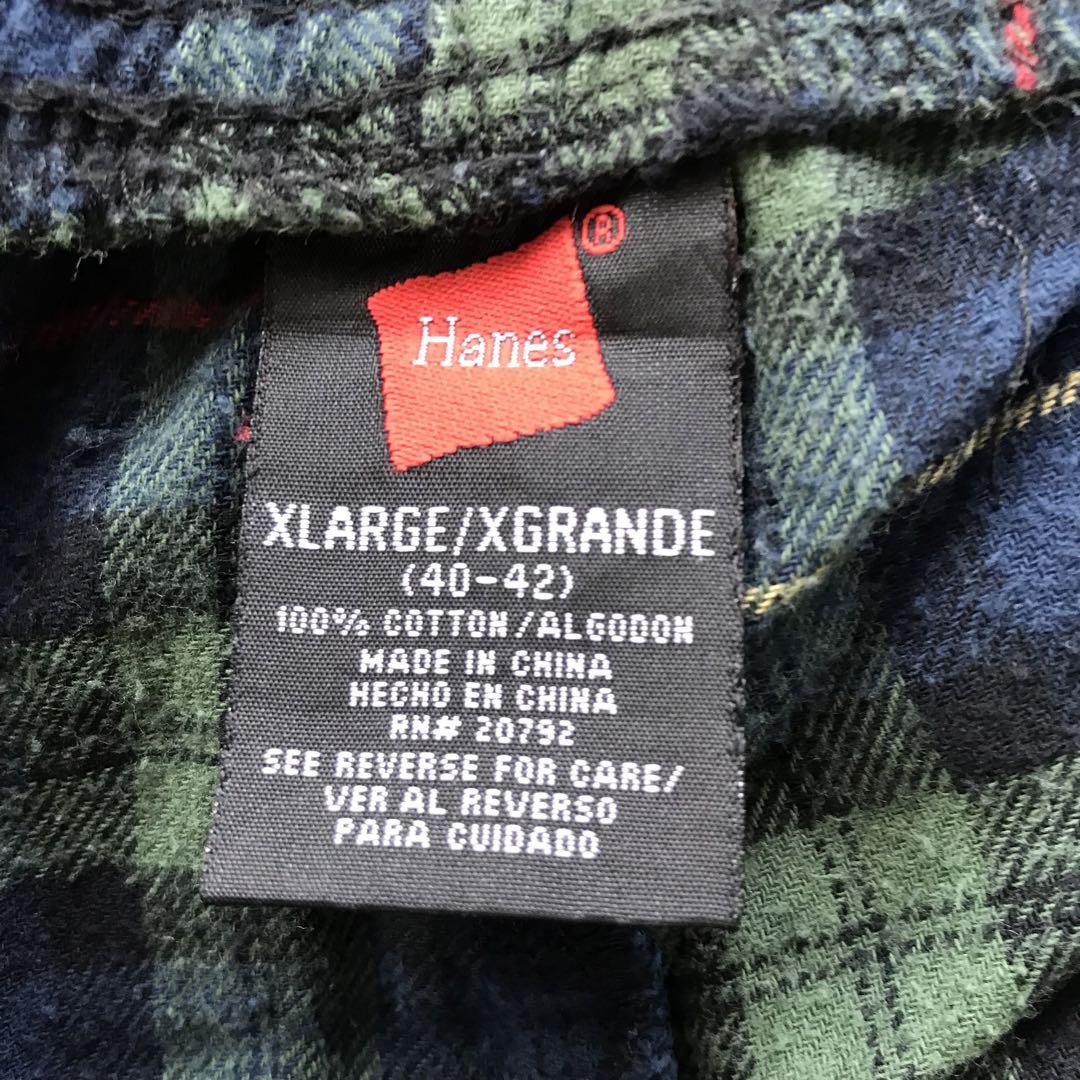 Hanes®
XLARGE/XGRANDE
(40-42)
100% COTTON/ALGODON
MADE IN CHINA
HECHO EN CHINA
RN# 20792
SEE REVERSE FOR CARE/
VER AL REVERSO
PARA CUIDADO